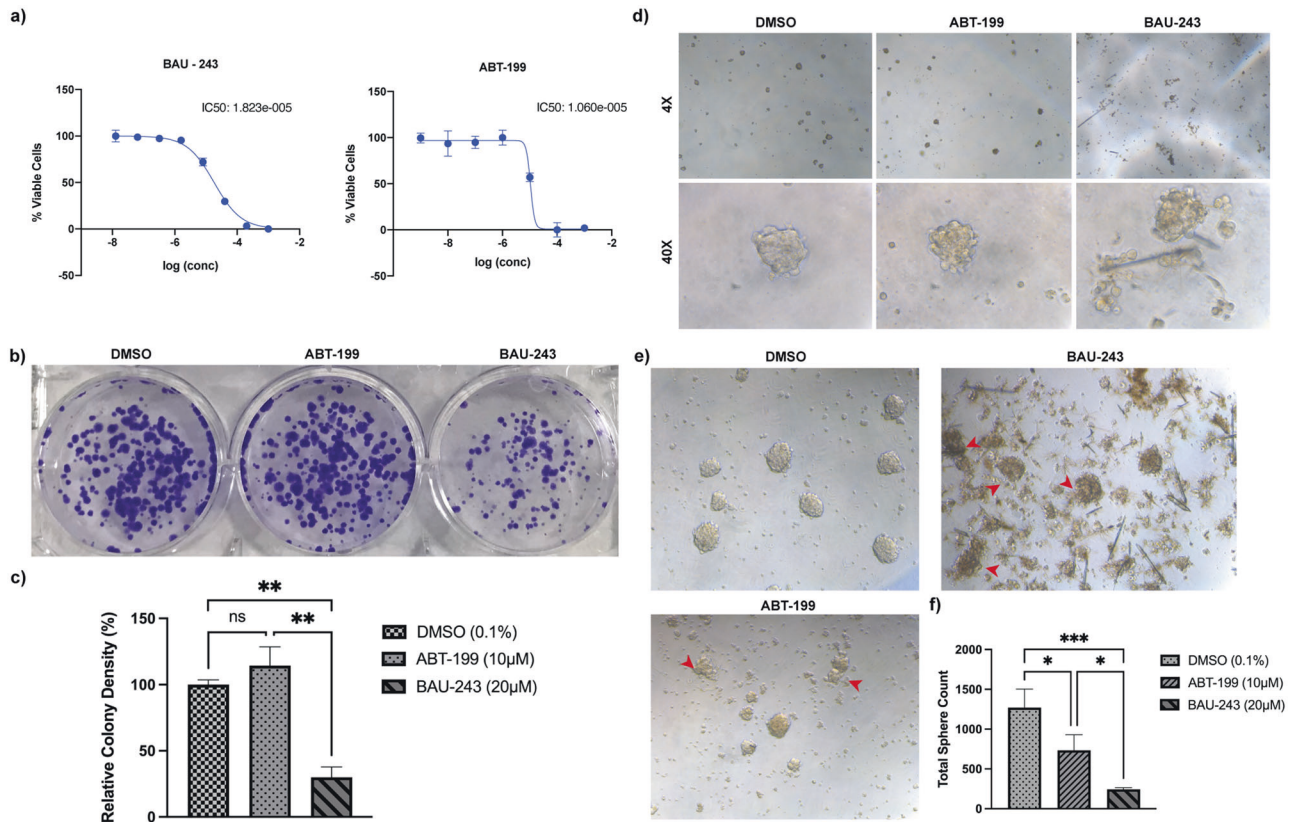 a)
BAU - 243
IC50: 1.823e-005
150
100
50
0
-50
-8
-6
-4
-2
% Viable Cells
log (conc)
ABT-199
IC50: 1.060e-005
150
100
50
0
-50
-8
-6
-4
-2
% Viable Cells
log (conc)
b)
DMSO
ABT-199
BAU-243
c)
Relative Colony Density (%)
150
100
50
0
**
ns
**
DMSO (0.1%)
ABT-199 (10µM)
BAU-243 (20µM)
d)
DMSO
ABT-199
BAU-243
4X
40X
e)
DMSO
BAU-243
ABT-199
f)
Total Sphere Count
2000
1500
1000
500
0
***
*
*
DMSO (0.1%)
ABT-199 (10µM)
BAU-243 (20µM)